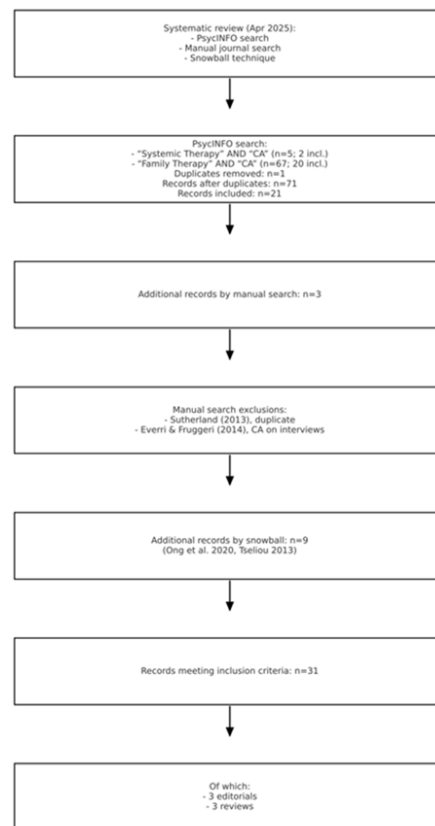 Systematic review (Apr 2025):
- PsycINFO search
- Manual journal search
- Snowball technique
PsycINFO search:
- "Systemic Therapy" AND "CA" (n=5; 2 incl.)
- "Family Therapy" AND "CA" (n=67; 20 incl.)
Duplicates removed: n=1
Records after duplicates: n=71
Records included: n=21
Additional records by manual search: n=3
Manual search exclusions:
- Sutherland (2013), duplicate
- Everri & Fruggeri (2014), CA on interviews
Additional records by snowball: n=9
(Ong et al. 2020, Tseliou 2013)
Records meeting inclusion criteria: n=31
Of which:
- 3 editorials
- 3 reviews